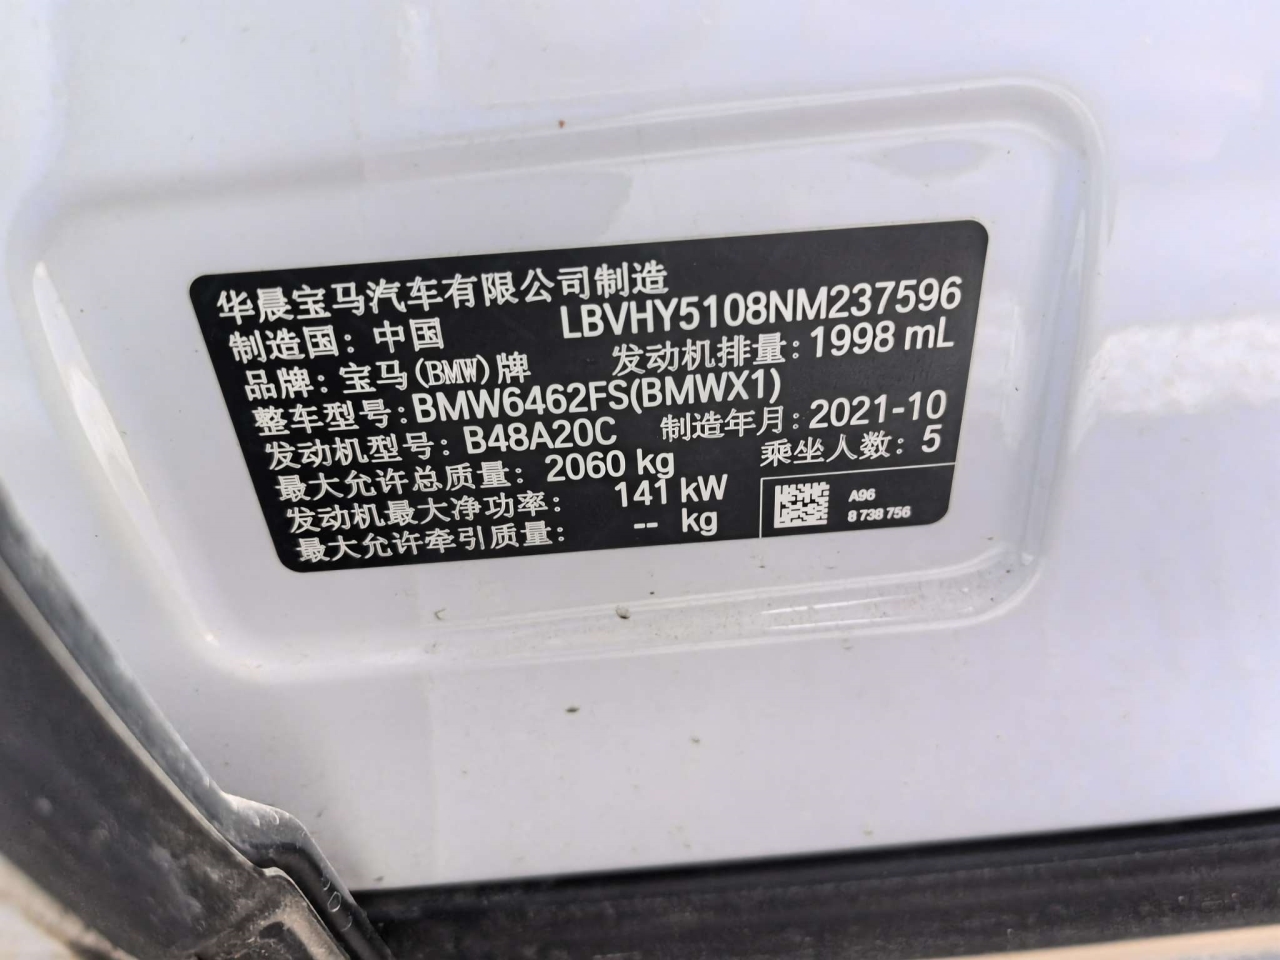 华晨宝马汽车有限公司制造
制造国：中国 LBVHY5108NM237596
品牌：宝马(BMW)牌 发动机排量：1998 mL
整车型号：BMW6462FS(BMWX1)
发动机型号：B48A20C 制造年月：2021-10
最大允许总质量：2060 kg 乘坐人数：5
发动机最大净功率：141 kW
最大允许牵引质量：-- kg
A96
8 738 756